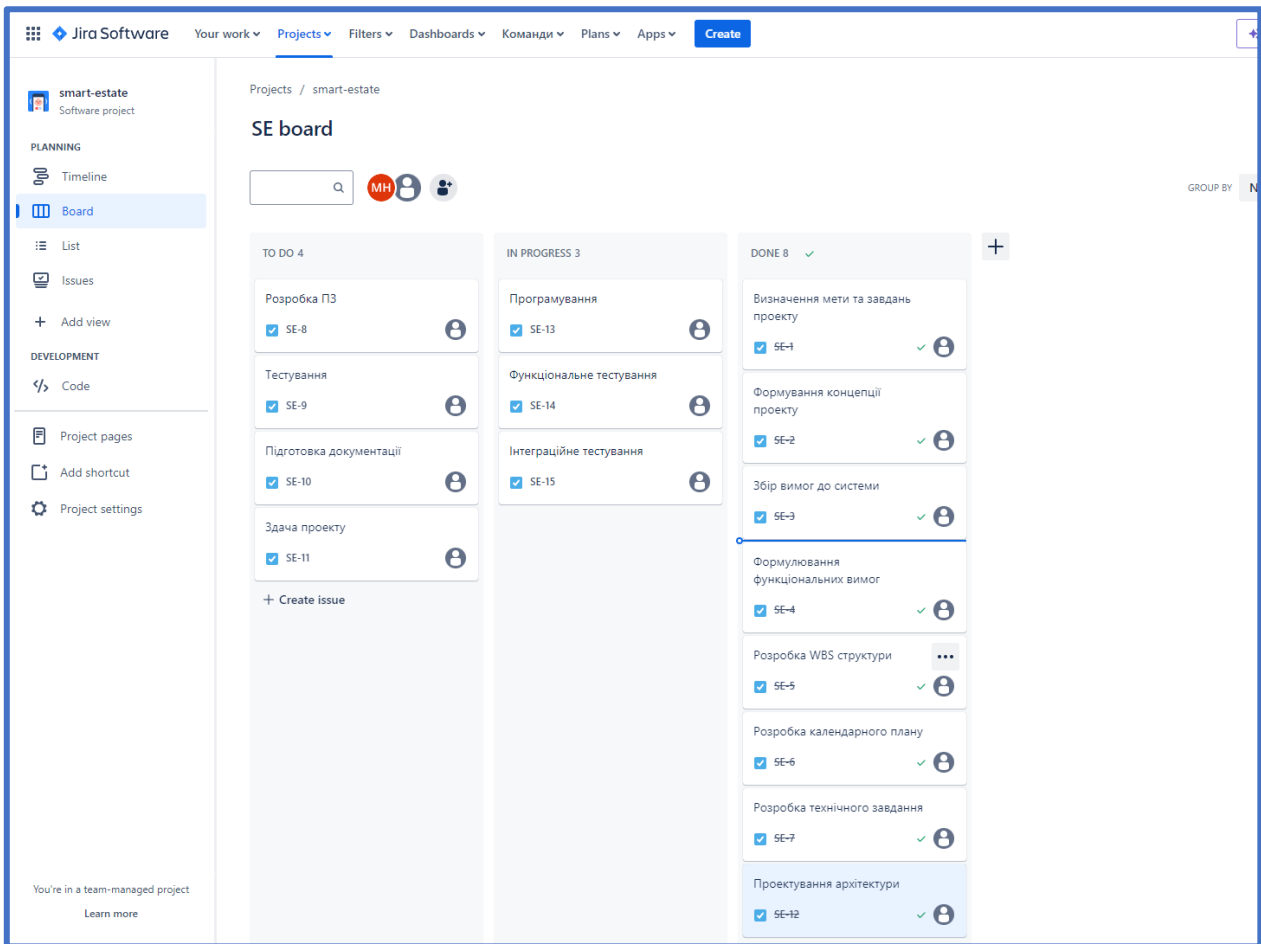 Jira Software
Your work
Projects
Filters
Dashboards
Команди
Plans
Apps
Create
smart-estate
Software project
PLANNING
Timeline
Board
List
Issues
Add view
DEVELOPMENT
Code
Project pages
Add shortcut
Project settings
You're in a team-managed project
Learn more
Projects / smart-estate
SE board
MH
GROUP BY
N
TO DO 4
Розробка ПЗ
SE-8
Тестування
SE-9
Підготовка документації
SE-10
Здача проекту
SE-11
+ Create issue
IN PROGRESS 3
Програмування
SE-13
Функціональне тестування
SE-14
Інтеграційне тестування
SE-15
DONE 8
Визначення мети та завдань
проекту
SE-1
Формування концепції
проекту
SE-2
Збір вимог до системи
SE-3
Формулювання
функціональних вимог
SE-4
Розробка WBS структури
SE-5
Розробка календарного плану
SE-6
Розробка технічного завдання
SE-7
Проектування архітектури
SE-12